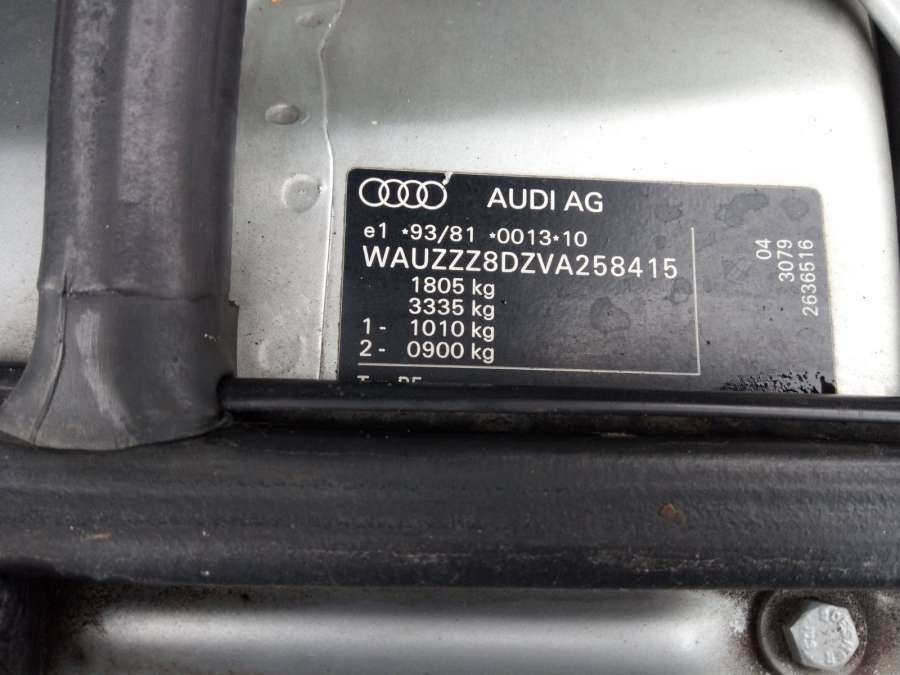 AUDI AG
e1 *93/81 *0013*10
WAUZZZ8DZVA258415
1805 kg
3335 kg
1- 1010 kg
2- 0900 kg
04
3079
2636516